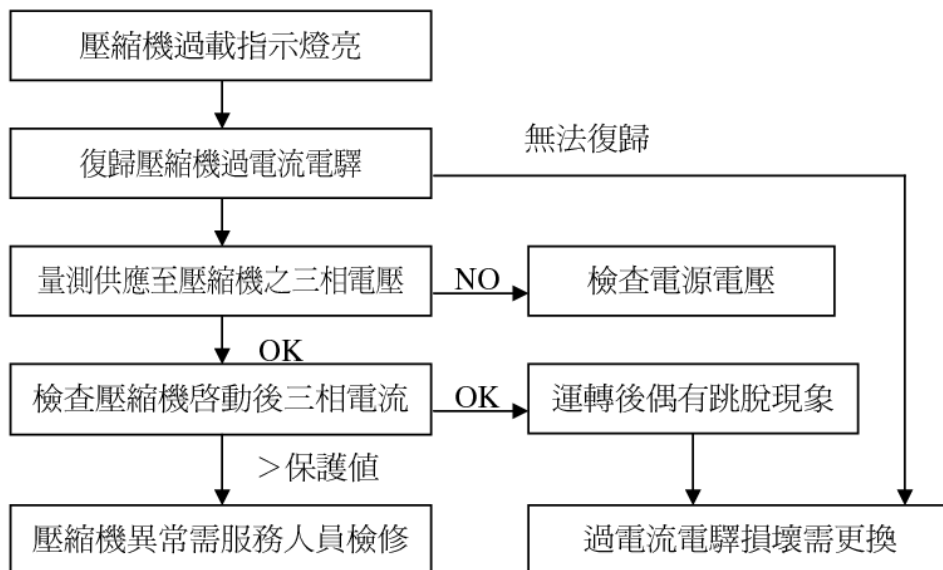 壓縮機過載指示燈亮
無法復歸
復歸壓縮機過電流電驛
量測供應至壓縮機之三相電壓
NO
檢查電源電壓
OK
檢查壓縮機啓動後三相電流
OK
運轉後偶有跳脫現象
＞保護値
壓縮機異常需服務人員檢修
過電流電驛損壞需更換